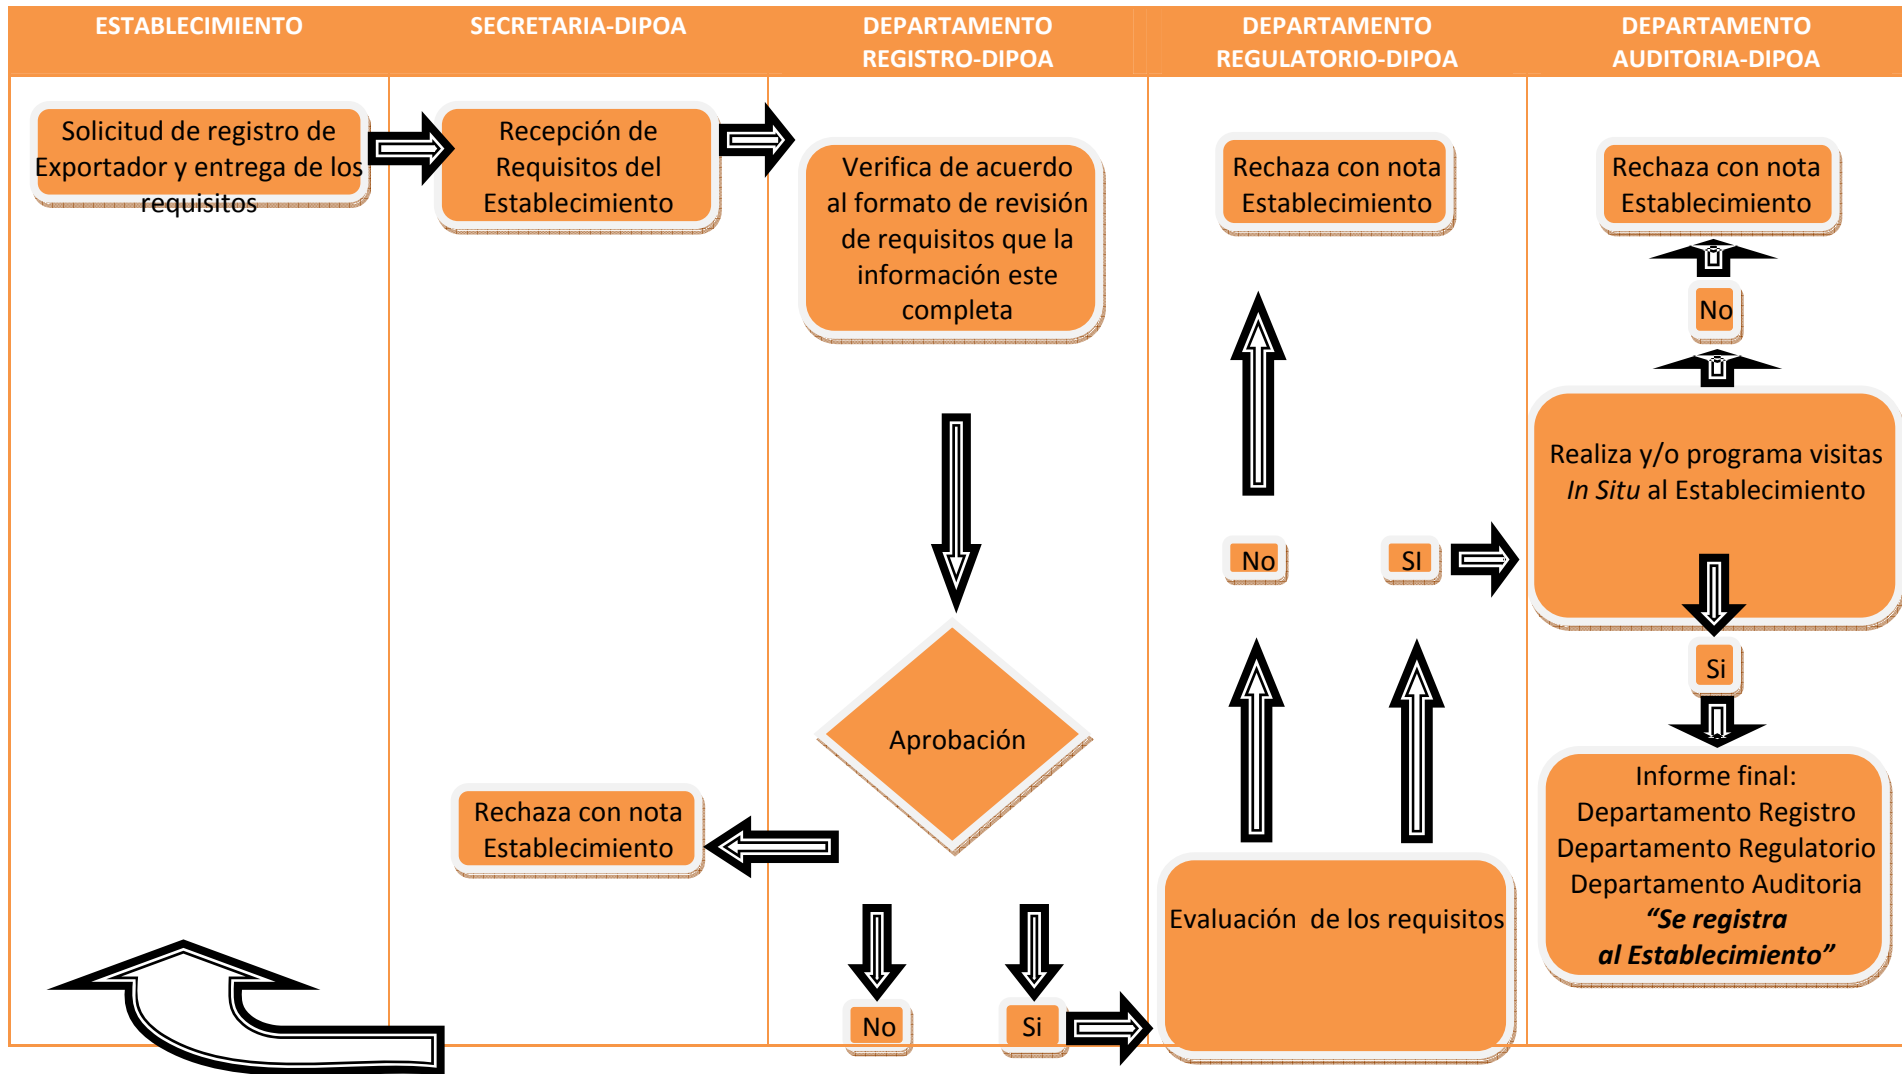 ESTABLECIMIENTO
SECRETARIA-DIPOA
DEPARTAMENTO
REGISTRO-DIPOA
DEPARTAMENTO
REGULATORIO-DIPOA
DEPARTAMENTO
AUDITORIA-DIPOA
Solicitud de registro de
Exportador y entrega de los
requisitos
Recepción de
Requisitos del
Establecimiento
Verifica de acuerdo
al formato de revisión
de requisitos que la
información este
completa
Rechaza con nota
Establecimiento
Rechaza con nota
Establecimiento
No
Realiza y/o programa visitas
In Situ al Establecimiento
No
SI
Si
Aprobación
Rechaza con nota
Establecimiento
Informe final:
Departamento Registro
Departamento Regulatorio
Departamento Auditoria
“Se registra
al Establecimiento”
Evaluación de los requisitos
No
Si